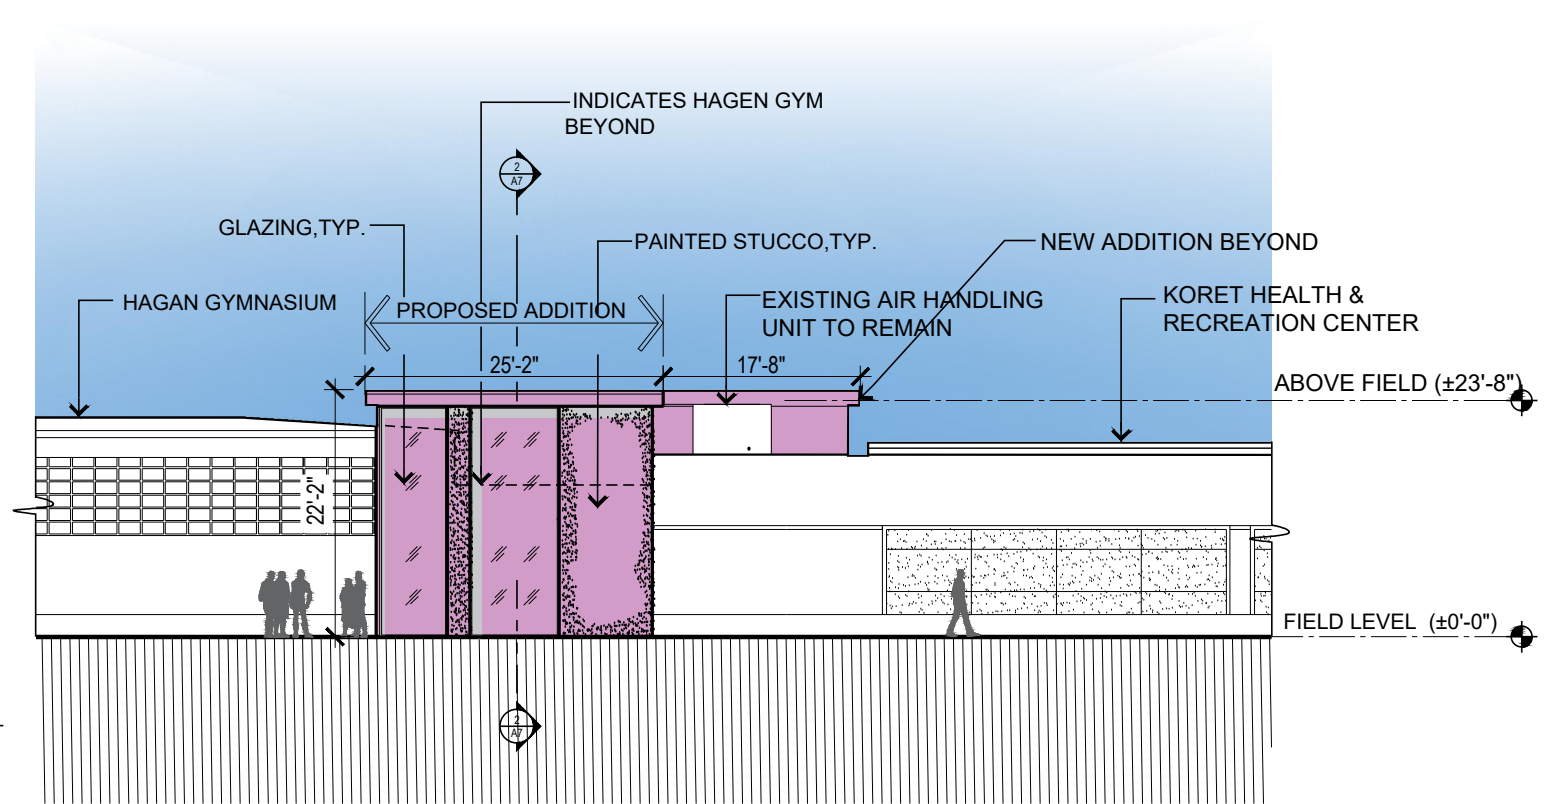 INDICATES HAGEN GYM
BEYOND
2
A7
GLAZING,TYP.
PAINTED STUCCO,TYP.
NEW ADDITION BEYOND
HAGAN GYMNASIUM
PROPOSED ADDITION
EXISTING AIR HANDLING
UNIT TO REMAIN
KORET HEALTH &
RECREATION CENTER
25'-2"
17'-8"
ABOVE FIELD (±23'-8")
22'-2"
FIELD LEVEL (±0'-0")
2
A7